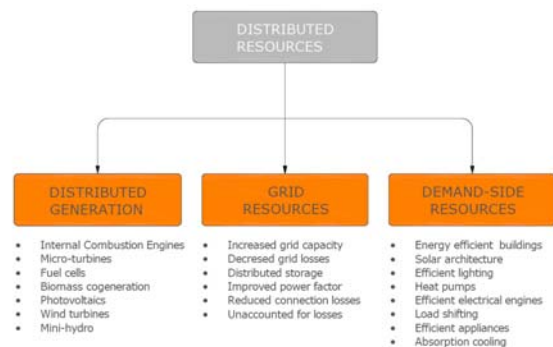 DISTRIBUTED
RESOURCES
DISTRIBUTED
GENERATION
Internal Combustion Engines
Micro-turbines
Fuel cells
Biomass cogeneration
Photovoltaics
Wind turbines
Mini-hydro
GRID
RESOURCES
Increased grid capacity
Decresed grid losses
Distributed storage
Improved power factor
Reduced connection losses
Unaccounted for losses
DEMAND-SIDE
RESOURCES
Energy efficient buildings
Solar architecture
Efficient lighting
Heat pumps
Efficient electrical engines
Load shifting
Efficient appliances
Absorption cooling